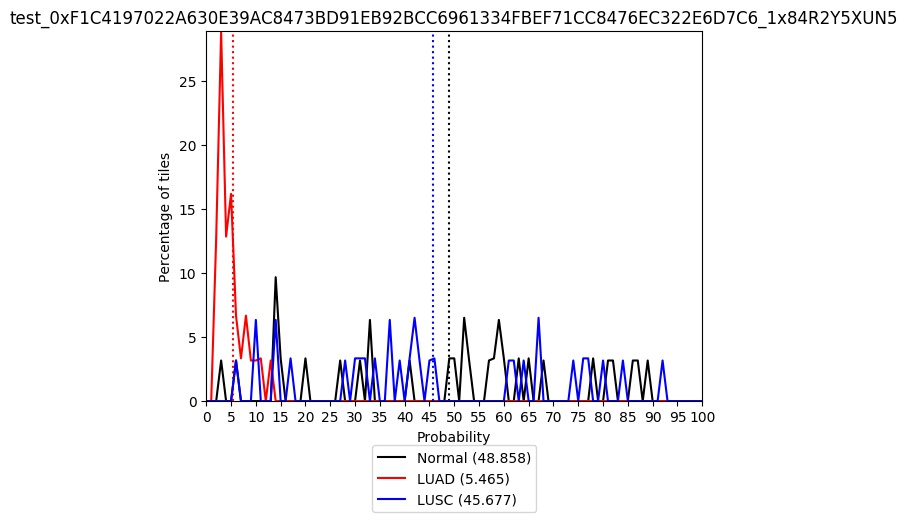 test_0xF1C4197022A630E39AC8473BD91EB92BCC6961334FBEF71CC8476EC322E6D7C6_1x84R2Y5XUN5
25
20
15
10
5
0
Percentage of tiles
0 5 10 15 20 25 30 35 40 45 50 55 60 65 70 75 80 85 90 95 100
Probability
Normal (48.858)
LUAD (5.465)
LUSC (45.677)